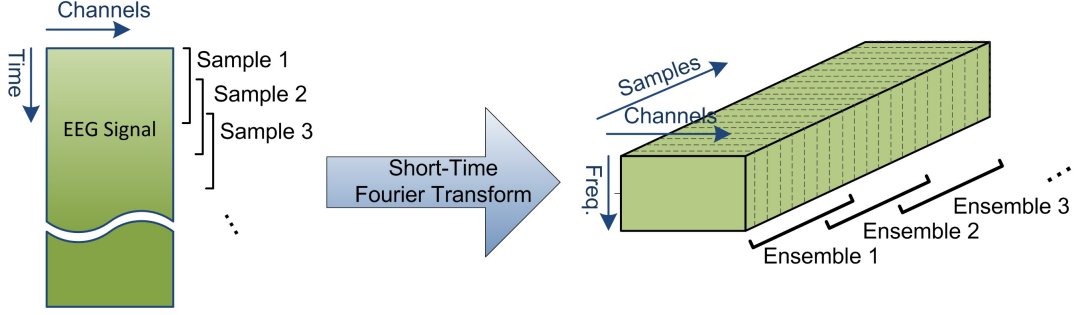 Channels
Time
Sample 1
Sample 2
Sample 3
EEG Signal
...
Short-Time
Fourier Transform
Samples
Channels
Freq.
Ensemble 1
Ensemble 2
Ensemble 3
...